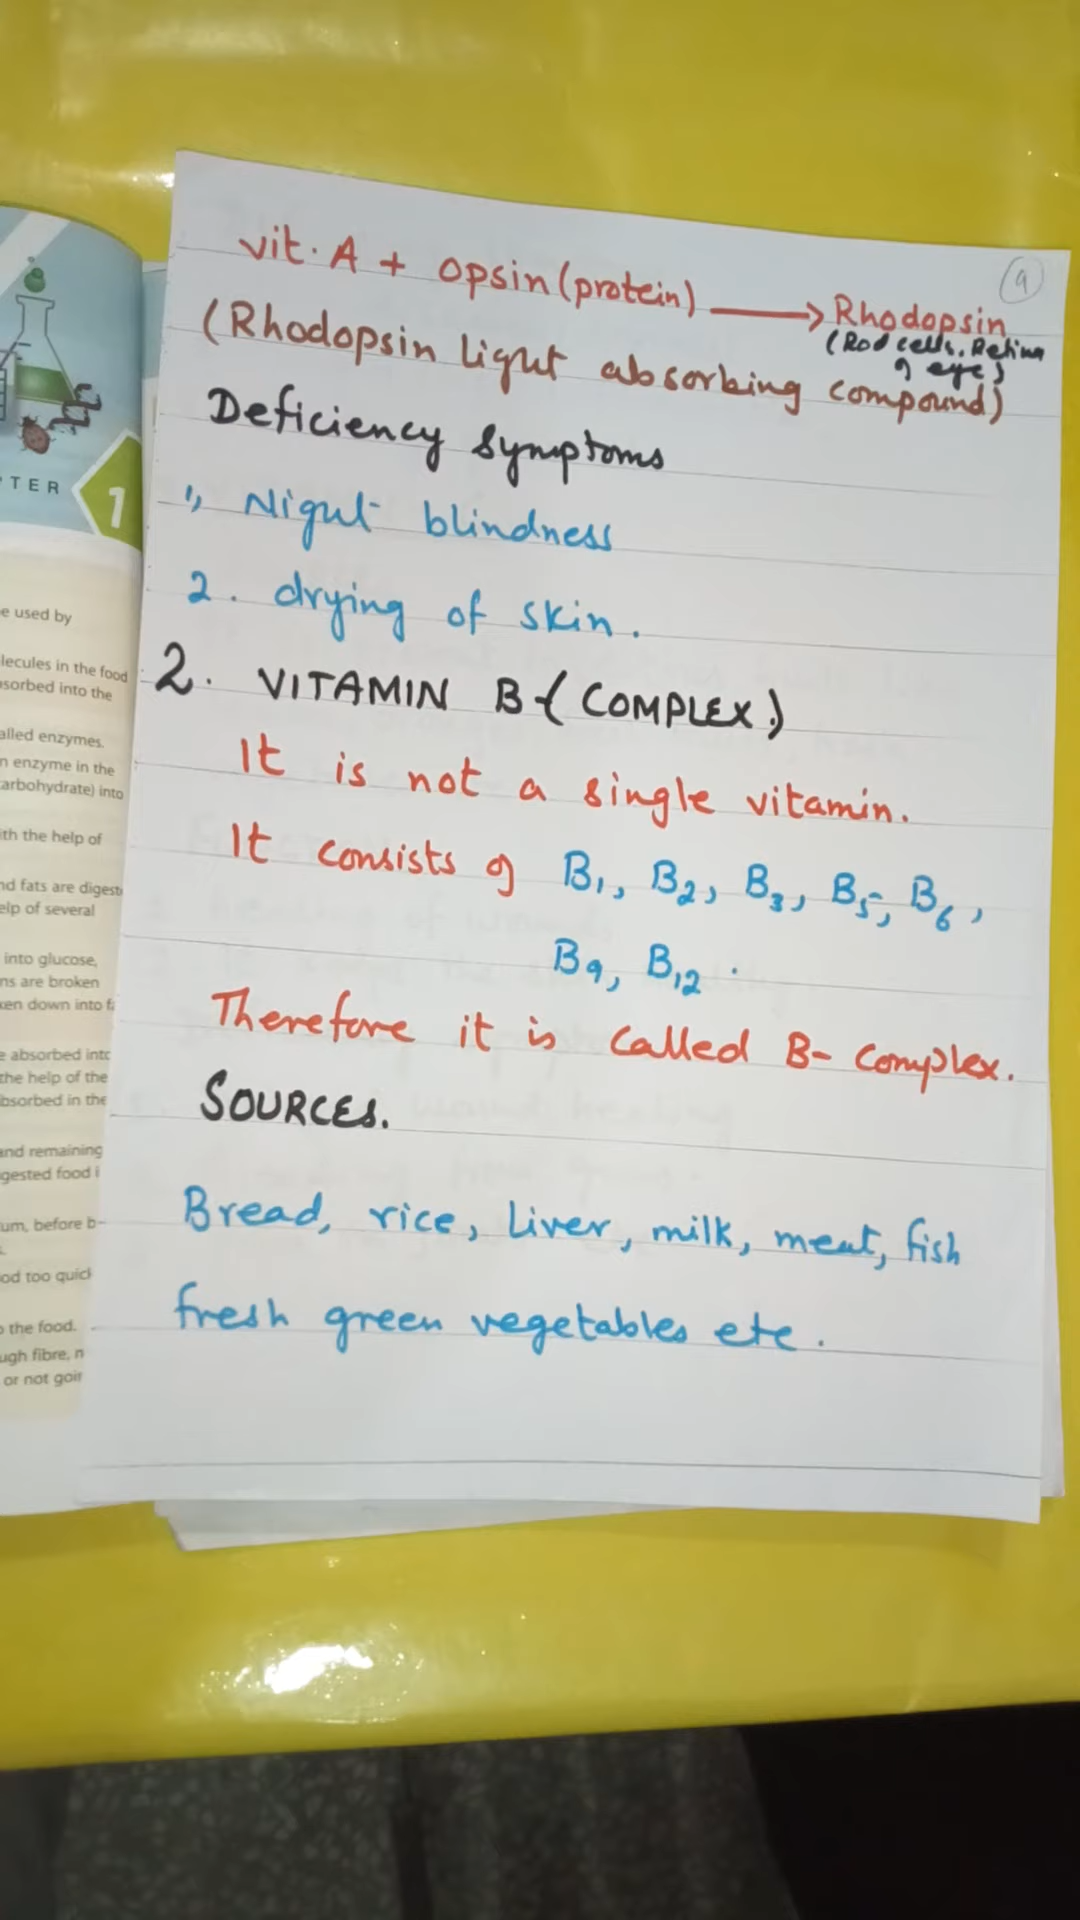 vit. A + opsin (protein) ⟶ Rhodopsin
(Rod cells, Retina
of eye)
(Rhodopsin light absorbing compound)
Deficiency Symptoms
1, Night blindness
2. drying of skin.
2. VITAMIN B-(COMPLEX.)
It is not a single vitamin.
It consists of B1, B2, B3, B5, B6,
B9, B12.
Therefore it is called B- Complex.
SOURCES.
Bread, rice, Liver, milk, meat, fish
fresh green vegetables etc.
TER
1
e used by
lecules in the food
sorbed into the
alled enzymes.
n enzyme in the
arbohydrate) into
ith the help of
nd fats are digest
elp of several
into glucose,
ns are broken
ken down into fa
e absorbed into
the help of the
bsorbed in the
and remaining
gested food i
um, before b
od too quick
the food.
ugh fibre, n
or not goin